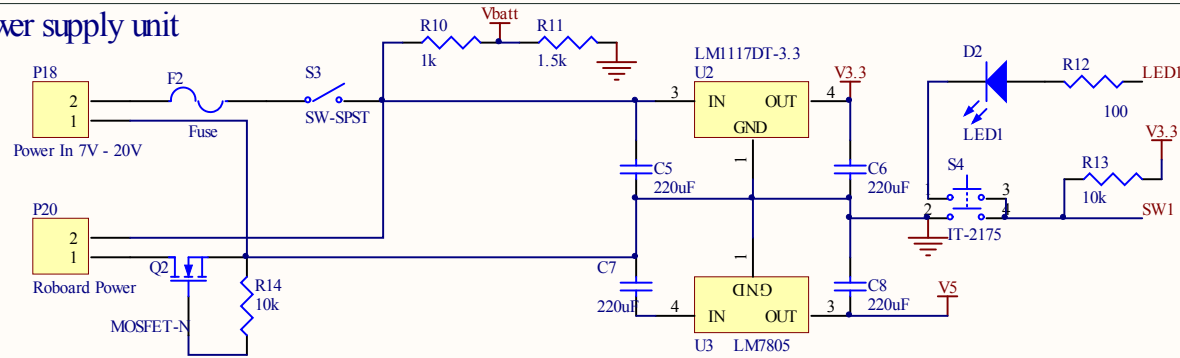 wer supply unit
Vbatt
R10
R11
1k
1.5k
P18
2
1
Power In 7V - 20V
F2
Fuse
S3
SW-SPST
LM1117DT-3.3
U2
3
IN
OUT
4
GND
1
V3.3
D2
LED1
R12
100
LED1
V3.3
R13
10k
SW1
S4
1
3
2
4
IT-2175
C5
220uF
C6
220uF
P20
2
1
Roboard Power
Q2
MOSFET-N
R14
10k
C7
220uF
1
GND
4
IN
OUT
3
U3
LM7805
C8
220uF
V5